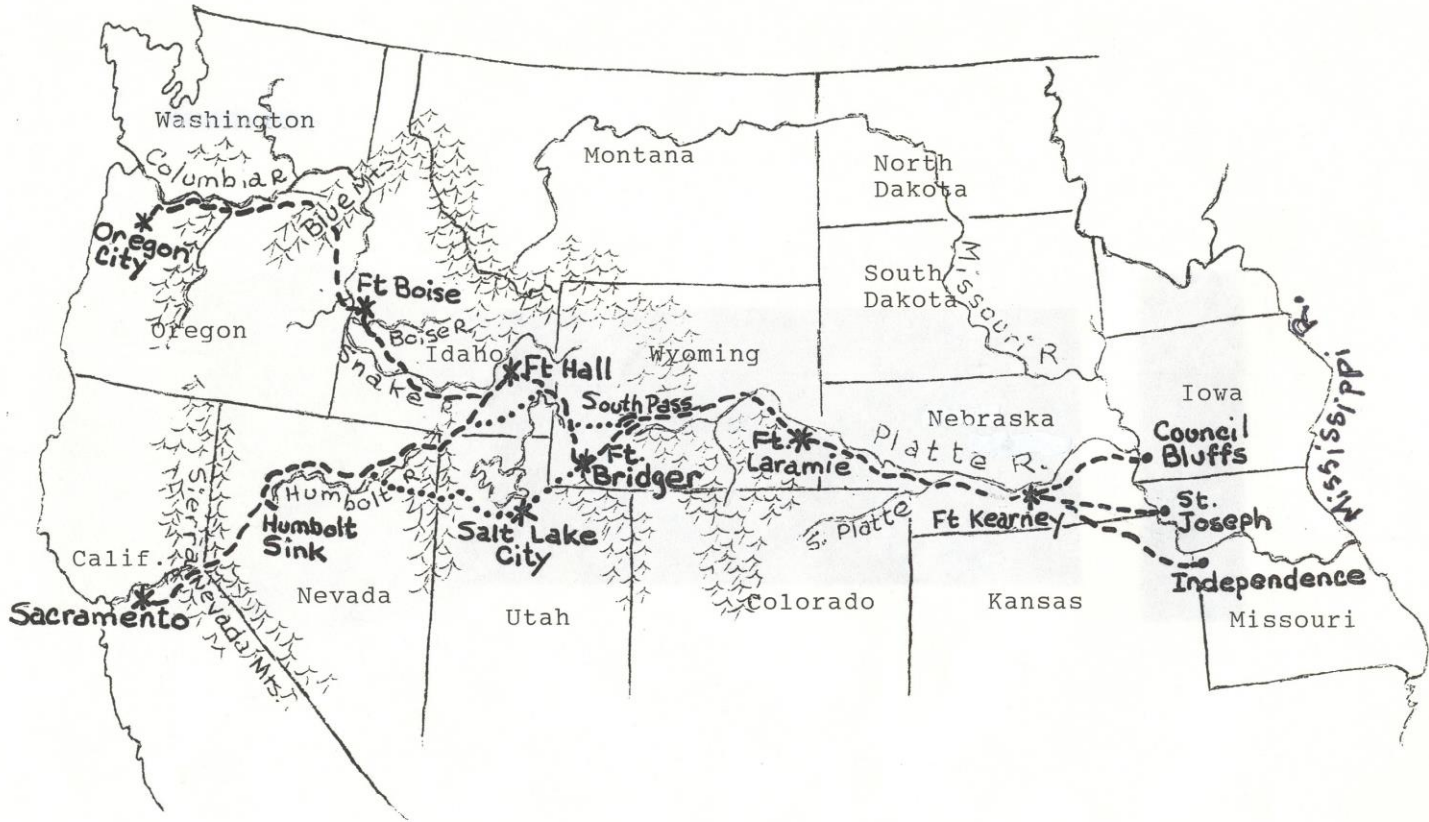 Washington
Columbia R
Blue Mt.
Oregon
City
Oregon
Ft Boise
Boise R.
Snake
Idaho
Ft Hall
Montana
North
Dakota
South
Dakota
Missouri R
Wyoming
South Pass
Ft.
Bridger
Ft.
Laramie
Nebraska
Platte R.
S. Platte
Ft Kearney
Iowa
Council
Bluffs
St.
Joseph
Independence
Missouri
Mississippi R.
Kansas
Colorado
Utah
Salt Lake
City
Humbolt R
Humbolt
Sink
Nevada
Sierra Nevada Mts.
Calif.
Sacramento